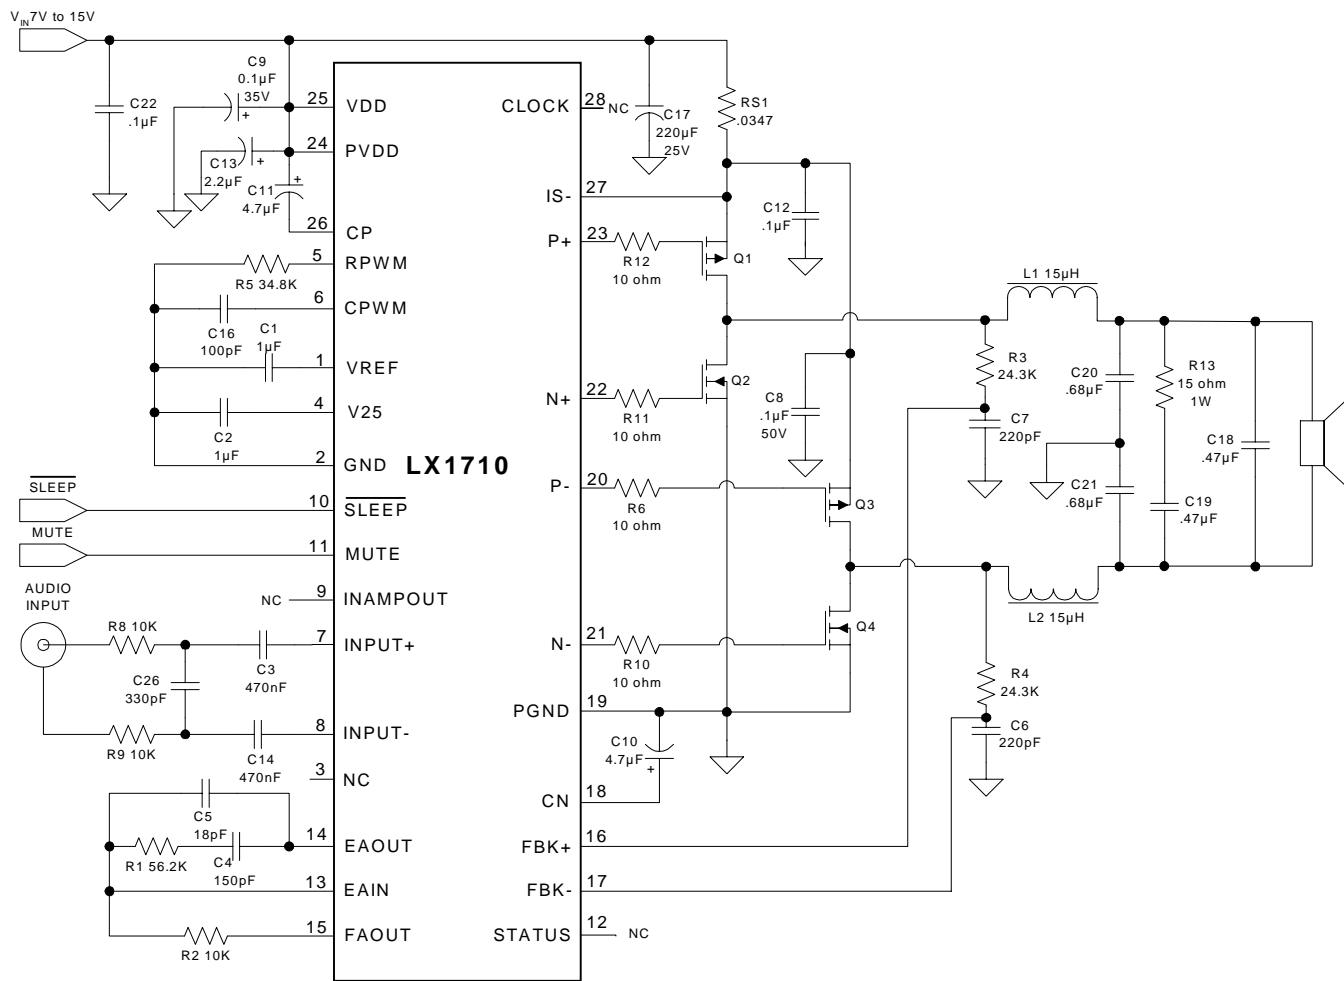 V_IN 7V to 15V
C22
.1µF
C9
0.1µF
35V
+
C13
2.2µF
+
C11
4.7µF
+
25 VDD
24 PVDD
26 CP
5 RPWM
R5 34.8K
6 CPWM
C16
100pF
C1
1µF
1 VREF
4 V25
C2
1µF
2 GND
LX1710
SLEEP
10 SLEEP
MUTE
11 MUTE
AUDIO
INPUT
NC 9 INAMPOUT
R8 10K
C3
470nF
7 INPUT+
C26
330pF
R9 10K
C14
470nF
8 INPUT-
3 NC
C5
18pF
R1 56.2K
C4
150pF
14 EAOUT
13 EAIN
R2 10K
15 FAOUT
CLOCK 28 NC
C17
220µF
25V
RS1
.0347
IS- 27
C12
.1µF
P+ 23
R12
10 ohm
Q1
N+ 22
R11
10 ohm
Q2
C8
.1µF
50V
P- 20
R6
10 ohm
Q3
N- 21
R10
10 ohm
Q4
PGND 19
C10
4.7µF
+
CN 18
FBK+ 16
FBK- 17
STATUS 12 NC
L1 15µH
R3
24.3K
C7
220pF
C20
.68µF
R13
15 ohm
1W
C18
.47µF
C21
.68µF
C19
.47µF
L2 15µH
R4
24.3K
C6
220pF